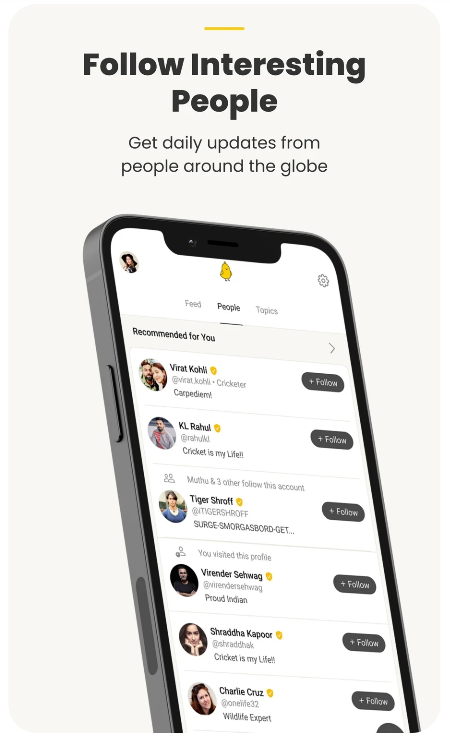 Follow Interesting
People
Get daily updates from
people around the globe
Feed People Topics
Recommended for You
Virat Kohli
@virat.kohli • Cricketer
Carpediem!
+ Follow
KL Rahul
@rahulkl
Cricket is my Life!!
+ Follow
Muthu & 3 other follow this account
Tiger Shroff
@iTIGERSHROFF
SURGE-SMORGASBORD-GET...
+ Follow
You visited this profile
Virender Sehwag
@virendersehwag
Proud Indian
+ Follow
Shraddha Kapoor
@shraddhak
Cricket is my Life!!
+ Follow
Charlie Cruz
@onelife32
Wildlife Expert
+ Follow